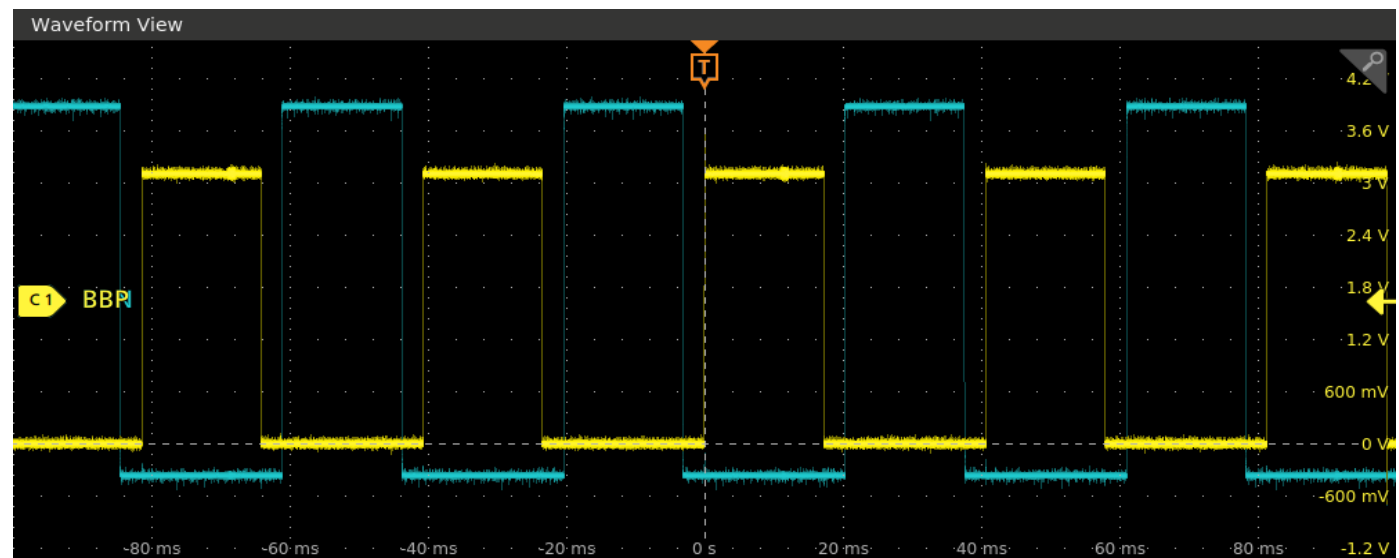 Waveform View
T
4.2
3.6 V
3 V
2.4 V
C1 BBP
1.8 V
1.2 V
600 mV
0 V
-600 mV
-80 ms -60 ms -40 ms -20 ms 0 s 20 ms 40 ms 60 ms 80 ms -1.2 V